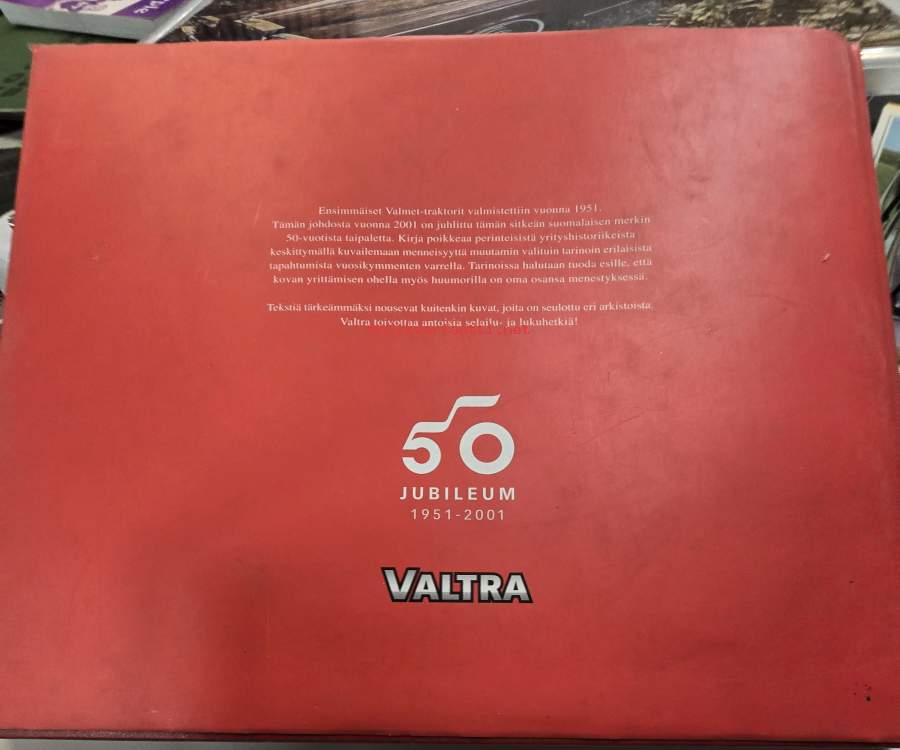 Ensimmäiset Valmet-traktorit valmistettiin vuonna 1951.
Tämän johdosta vuonna 2001 on juhlittu tämän sitkeän suomalaisen merkin
50-vuotista taipaletta. Kirja poikkeaa perinteisistä yrityshistoriikeista
keskittymällä kuvailemaan menneisyyttä muutamin valituin tarinoin erilaisista
tapahtumista vuosikymmenten varrella. Tarinoissa halutaan tuoda esille, että
kovan yrittämisen ohella myös huumorilla on oma osansa menestyksessä.
Tekstiä tärkeämmäksi nousevat kuitenkin kuvat, joita on seulottu eri arkistoista.
Valtra toivottaa antoisia selailu- ja lukuhetkiä!
50
JUBILEUM
1951-2001
VALTRA